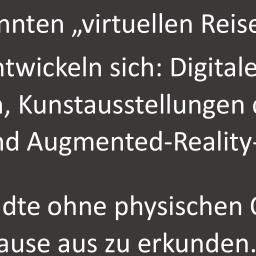 nnten „virtuellen Reise
ntwickeln sich: Digitale
, Kunstausstellungen
nd Augmented-Reality-
dte ohne physischen
ause aus zu erkunden.